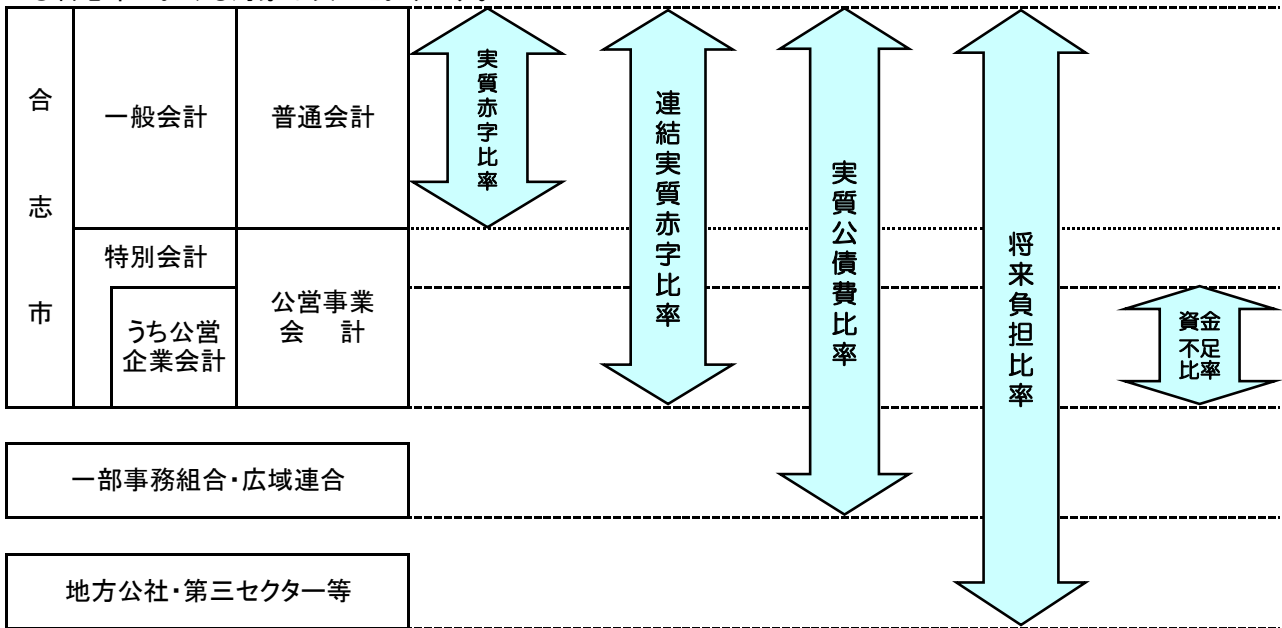 合志市
一般会計
普通会計
特別会計
うち公営
企業会計
公営事業
会 計
実質赤字比率
連結実質赤字比率
実質公債費比率
将来負担比率
資金
不足
比率
一部事務組合・広域連合
地方公社・第三セクター等